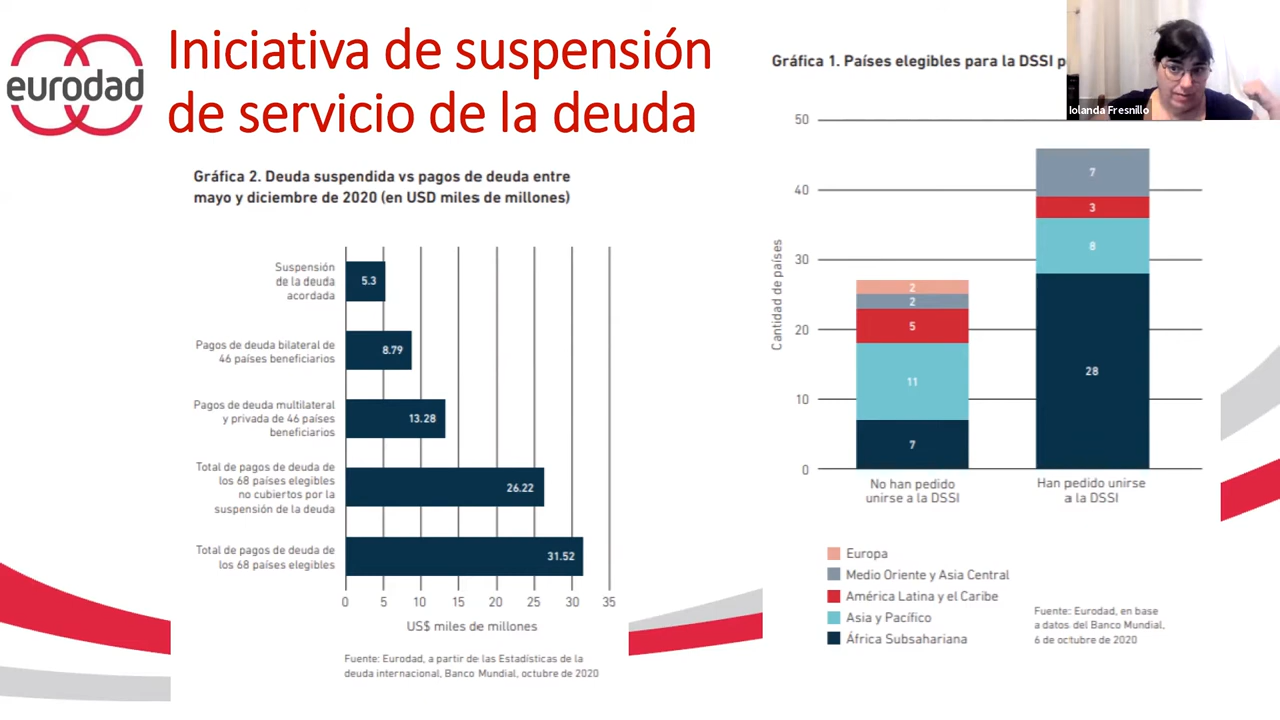 eurodad
Iniciativa de suspensión
de servicio de la deuda
Gráfica 2. Deuda suspendida vs pagos de deuda entre
mayo y diciembre de 2020 (en USD miles de millones)
Suspensión
de la deuda
acordada
5.3
Pagos de deuda bilateral de
46 países beneficiarios
8.79
Pagos de deuda multilateral
y privada de 46 países
beneficiarios
13.28
Total de pagos de deuda de
los 68 países elegibles
no cubiertos por la
suspensión de la deuda
26.22
Total de pagos de deuda de
los 68 países elegibles
31.52
0 5 10 15 20 25 30 35
US$ miles de millones
Fuente: Eurodad, a partir de las Estadísticas de la
deuda internacional, Banco Mundial, octubre de 2020
Gráfica 1. Países elegibles para la DSSI
Iolanda Fresnillo
Cantidad de países
50
40
30
20
10
0
2
2
5
11
7
7
3
8
28
No han pedido
unirse a la DSSI
Han pedido unirse
a la DSSI
Europa
Medio Oriente y Asia Central
América Latina y el Caribe
Asia y Pacífico
África Subsahariana
Fuente: Eurodad, en base
a datos del Banco Mundial,
6 de octubre de 2020